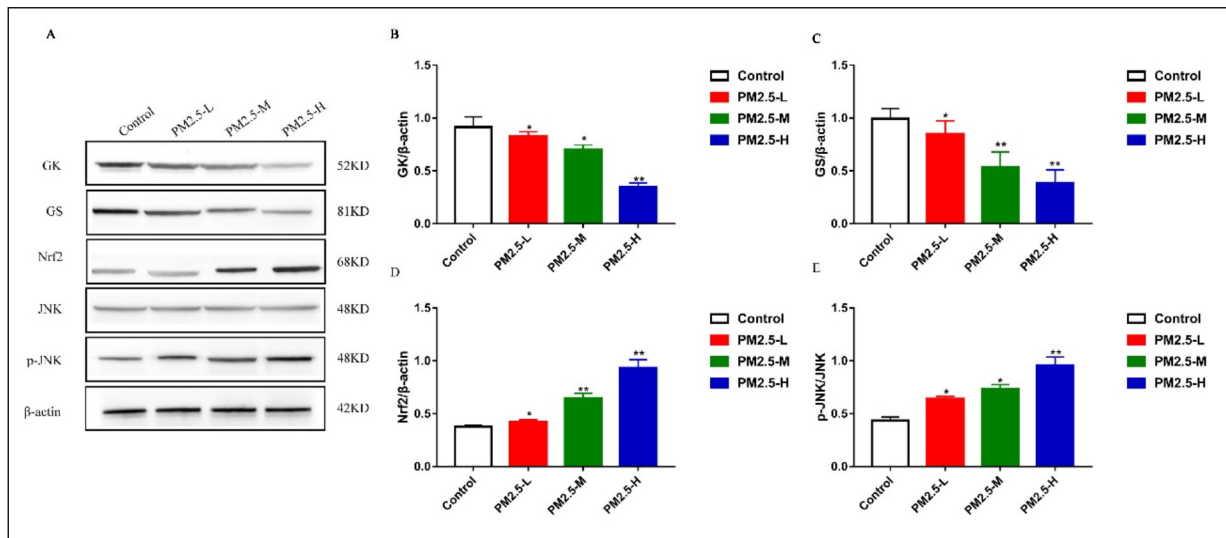 A
Control
PM2.5-L
PM2.5-M
PM2.5-H
GK
52KD
GS
81KD
Nrf2
68KD
JNK
48KD
p-JNK
48KD
β-actin
42KD
B
GK/β-actin
1.5
1.0
0.5
0.0
*
*
**
Control
PM2.5-L
PM2.5-M
PM2.5-H
Control
PM2.5-L
PM2.5-M
PM2.5-H
C
GS/β-actin
1.5
1.0
0.5
0.0
*
**
**
Control
PM2.5-L
PM2.5-M
PM2.5-H
Control
PM2.5-L
PM2.5-M
PM2.5-H
D
Nrf2/β-actin
1.5
1.0
0.5
0.0
*
**
**
Control
PM2.5-L
PM2.5-M
PM2.5-H
Control
PM2.5-L
PM2.5-M
PM2.5-H
E
p-JNK/JNK
1.5
1.0
0.5
0.0
*
*
**
Control
PM2.5-L
PM2.5-M
PM2.5-H
Control
PM2.5-L
PM2.5-M
PM2.5-H